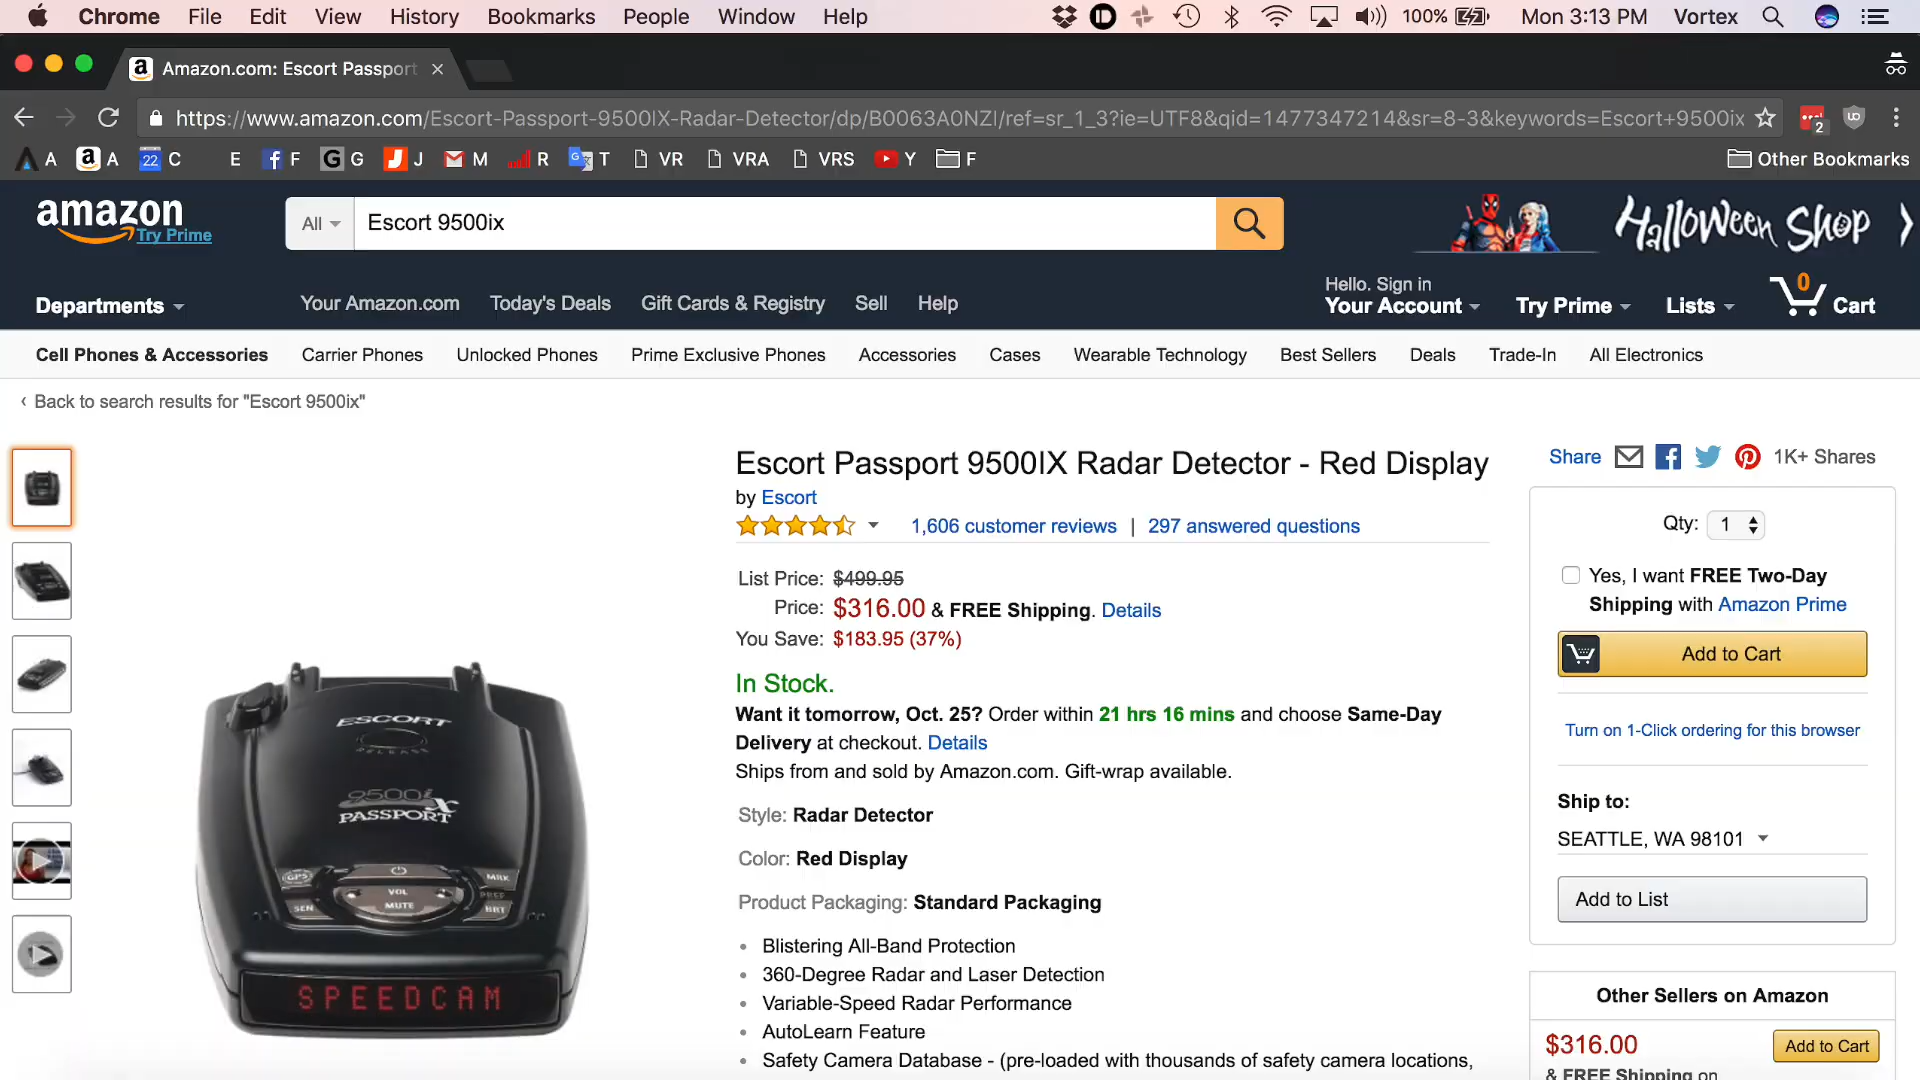 Chrome File Edit View History Bookmarks People Window Help 100% Mon 3:13 PM Vortex
Amazon.com: Escort Passport
https://www.amazon.com/Escort-Passport-9500IX-Radar-Detector/dp/B0063A0NZI/ref=sr_1_3?ie=UTF8&qid=1477347214&sr=8-3&keywords=Escort+9500ix 2
A A 22 C E F G G J M R T VR VRA VRS Y F Other Bookmarks
amazon Try Prime
All Escort 9500ix
Halloween Shop
Departments Your Amazon.com Today's Deals Gift Cards & Registry Sell Help
Hello. Sign in
Your Account Try Prime Lists 0 Cart
Cell Phones & Accessories Carrier Phones Unlocked Phones Prime Exclusive Phones Accessories Cases Wearable Technology Best Sellers Deals Trade-In All Electronics
‹ Back to search results for "Escort 9500ix"
ESCORT
RELEASE
9500ix
PASSPORT
GPS MRK
VOL PREF
SEN MUTE BRT
SPEEDCAM
Escort Passport 9500IX Radar Detector - Red Display
by Escort
1,606 customer reviews | 297 answered questions
List Price: $499.95
Price: $316.00 & FREE Shipping. Details
You Save: $183.95 (37%)
In Stock.
Want it tomorrow, Oct. 25? Order within 21 hrs 16 mins and choose Same-Day
Delivery at checkout. Details
Ships from and sold by Amazon.com. Gift-wrap available.
Style: Radar Detector
Color: Red Display
Product Packaging: Standard Packaging
• Blistering All-Band Protection
• 360-Degree Radar and Laser Detection
• Variable-Speed Radar Performance
• AutoLearn Feature
• Safety Camera Database - (pre-loaded with thousands of safety camera locations,
Share 1K+ Shares
Qty: 1
Yes, I want FREE Two-Day
Shipping with Amazon Prime
Add to Cart
Turn on 1-Click ordering for this browser
Ship to:
SEATTLE, WA 98101
Add to List
Other Sellers on Amazon
$316.00 Add to Cart
& FREE Shipping on